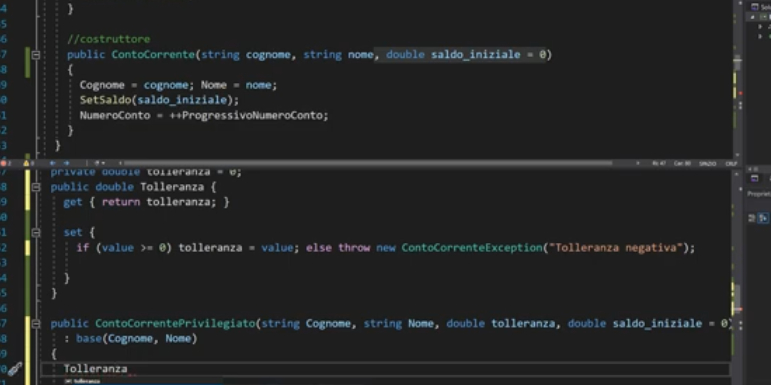 }
//costruttore
public ContoCorrente(string cognome, string nome, double saldo_iniziale = 0)
{
Cognome = cognome; Nome = nome;
SetSaldo(saldo_iniziale);
NumeroConto = ++ProgressivoNumeroConto;
}
}
private double tolleranza = 0;
public double Tolleranza {
get { return tolleranza; }
set {
if (value >= 0) tolleranza = value; else throw new ContoCorrenteException("Tolleranza negativa");
}
}
public ContoCorrentePrivilegiato(string Cognome, string Nome, double tolleranza, double saldo_iniziale = 0)
: base(Cognome, Nome)
{
Tolleranza
tolleranza